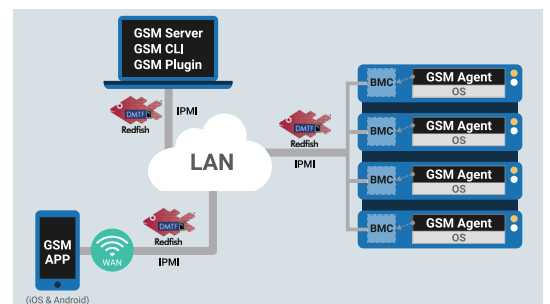 GSM Server
GSM CLI
GSM Plugin
DMTF
Redfish
IPMI
LAN
DMTF
Redfish
IPMI
BMC
GSM Agent
OS
BMC
GSM Agent
OS
BMC
GSM Agent
OS
BMC
GSM Agent
OS
GSM
APP
WAN
DMTF
Redfish
IPMI
(iOS & Android)